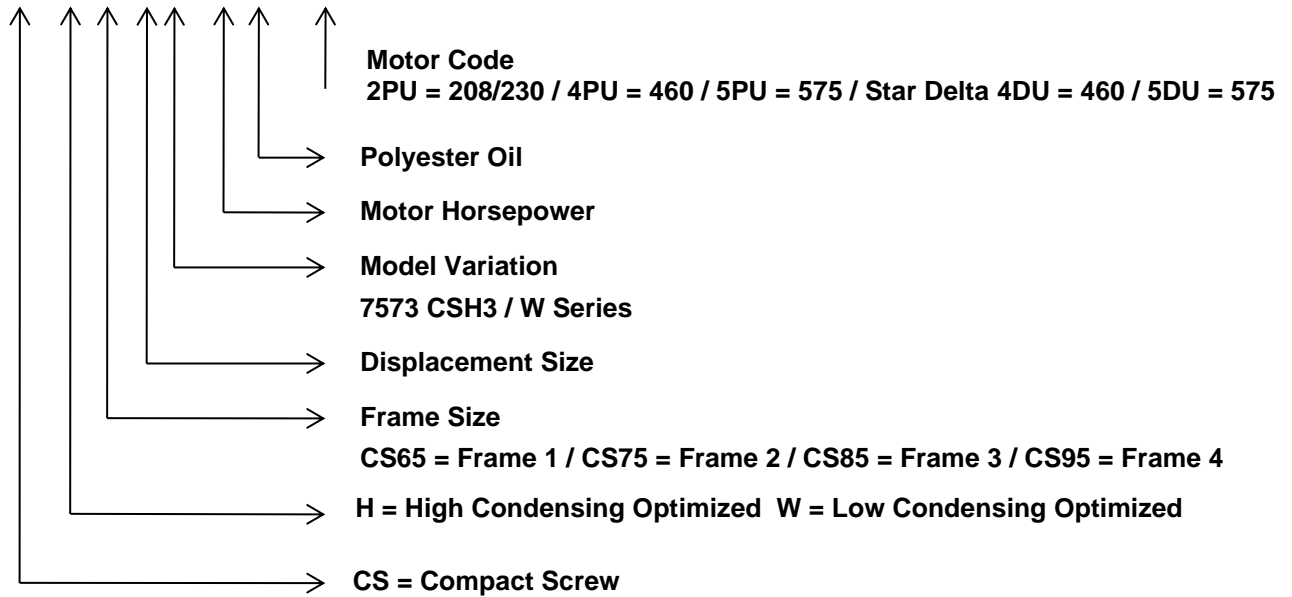 Motor Code
2PU = 208/230 / 4PU = 460 / 5PU = 575 / Star Delta 4DU = 460 / 5DU = 575
Polyester Oil
Motor Horsepower
Model Variation
7573 CSH3 / W Series
Displacement Size
Frame Size
CS65 = Frame 1 / CS75 = Frame 2 / CS85 = Frame 3 / CS95 = Frame 4
H = High Condensing Optimized W = Low Condensing Optimized
CS = Compact Screw